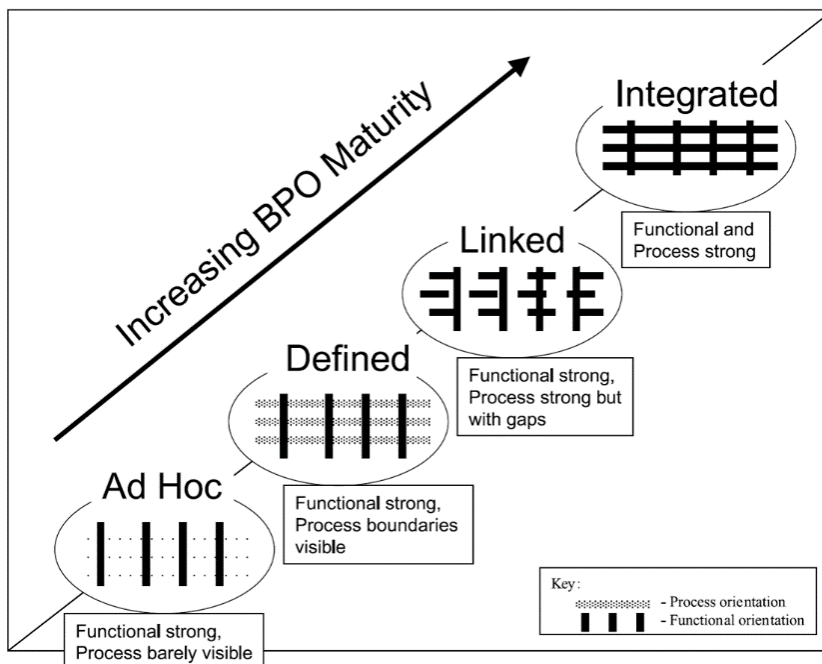 Increasing BPO Maturity
Integrated
Functional and
Process strong
Linked
Functional strong,
Process strong but
with gaps
Defined
Functional strong,
Process boundaries
visible
Ad Hoc
Functional strong,
Process barely visible
Key:
- Process orientation
- Functional orientation